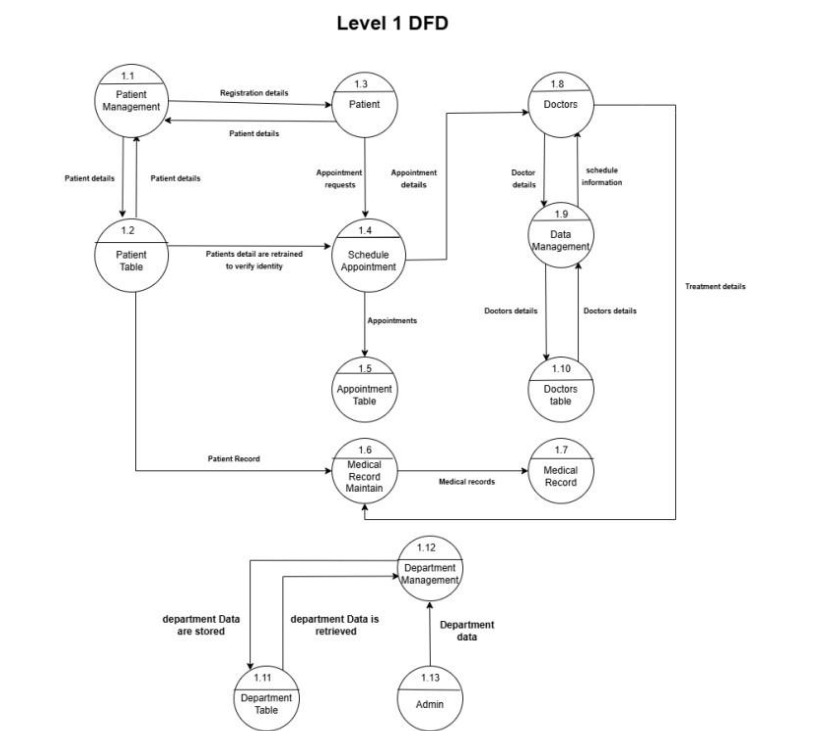 Level 1 DFD
1.1
Patient
Management
Registration details
Patient details
1.3
Patient
1.8
Doctors
Patient details
Patient details
Appointment
requests
Appointment
details
Doctor
details
schedule
information
1.2
Patient
Table
Patients detail are retrained
to verify identity
1.4
Schedule
Appointment
1.9
Data
Management
Treatment details
Appointments
Doctors details
Doctors details
1.5
Appointment
Table
1.10
Doctors
table
Patient Record
1.6
Medical
Record
Maintain
Medical records
1.7
Medical
Record
1.12
Department
Management
department Data
are stored
department Data is
retrieved
Department
data
1.11
Department
Table
1.13
Admin